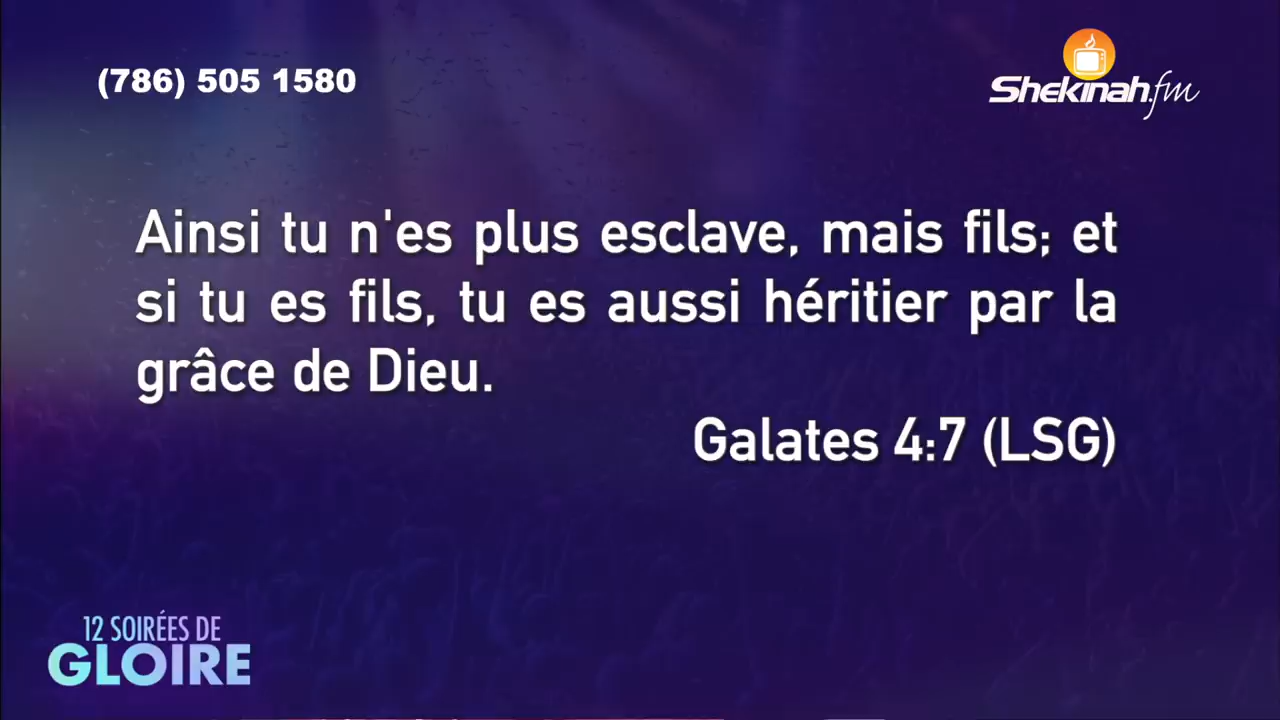 (786) 505 1580
Shekinah.fm
Ainsi tu n'es plus esclave, mais fils; et
si tu es fils, tu es aussi héritier par la
grâce de Dieu.
Galates 4:7 (LSG)
12 SOIRÉES DE
GLOIRE